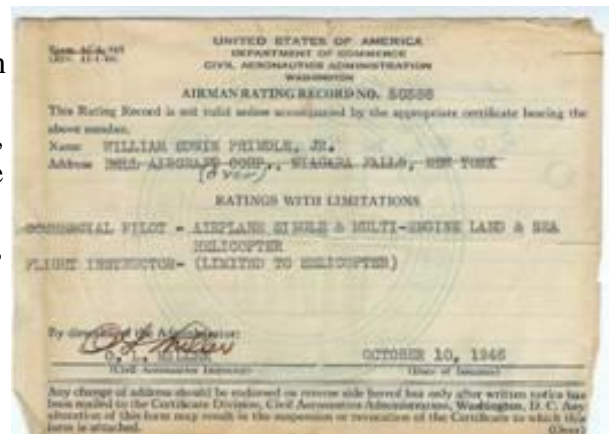 UNITED STATES OF AMERICA
DEPARTMENT OF COMMERCE
CIVIL AERONAUTICS ADMINISTRATION
WASHINGTON
AIRMAN RATING RECORD NO.
This Rating Record is not valid unless accompanied by the appropriate certificate bearing the
above number.
Name WILLIAM EDWIN PRINDLE, JR.
Address BELL AIRCRAFT CORP., NIAGARA FALLS, NEW YORK
(over)
RATINGS WITH LIMITATIONS
COMMERCIAL PILOT - AIRPLANE SINGLE & MULTI-ENGINE LAND & SEA
HELICOPTER
FLIGHT INSTRUCTOR- (LIMITED TO HELICOPTER)
By direction of the Administrator:
O. L. MILLER OCTOBER 10, 1946
(Civil Aeronautics Inspector) (Date of Issuance)
Any change of address should be endorsed on reverse side hereof but only after written notice has
been mailed to the Certificate Division, Civil Aeronautics Administration, Washington, D. C. Any
alteration of this form may result in the suspension or revocation of the Certificate to which this
form is attached. (Over)